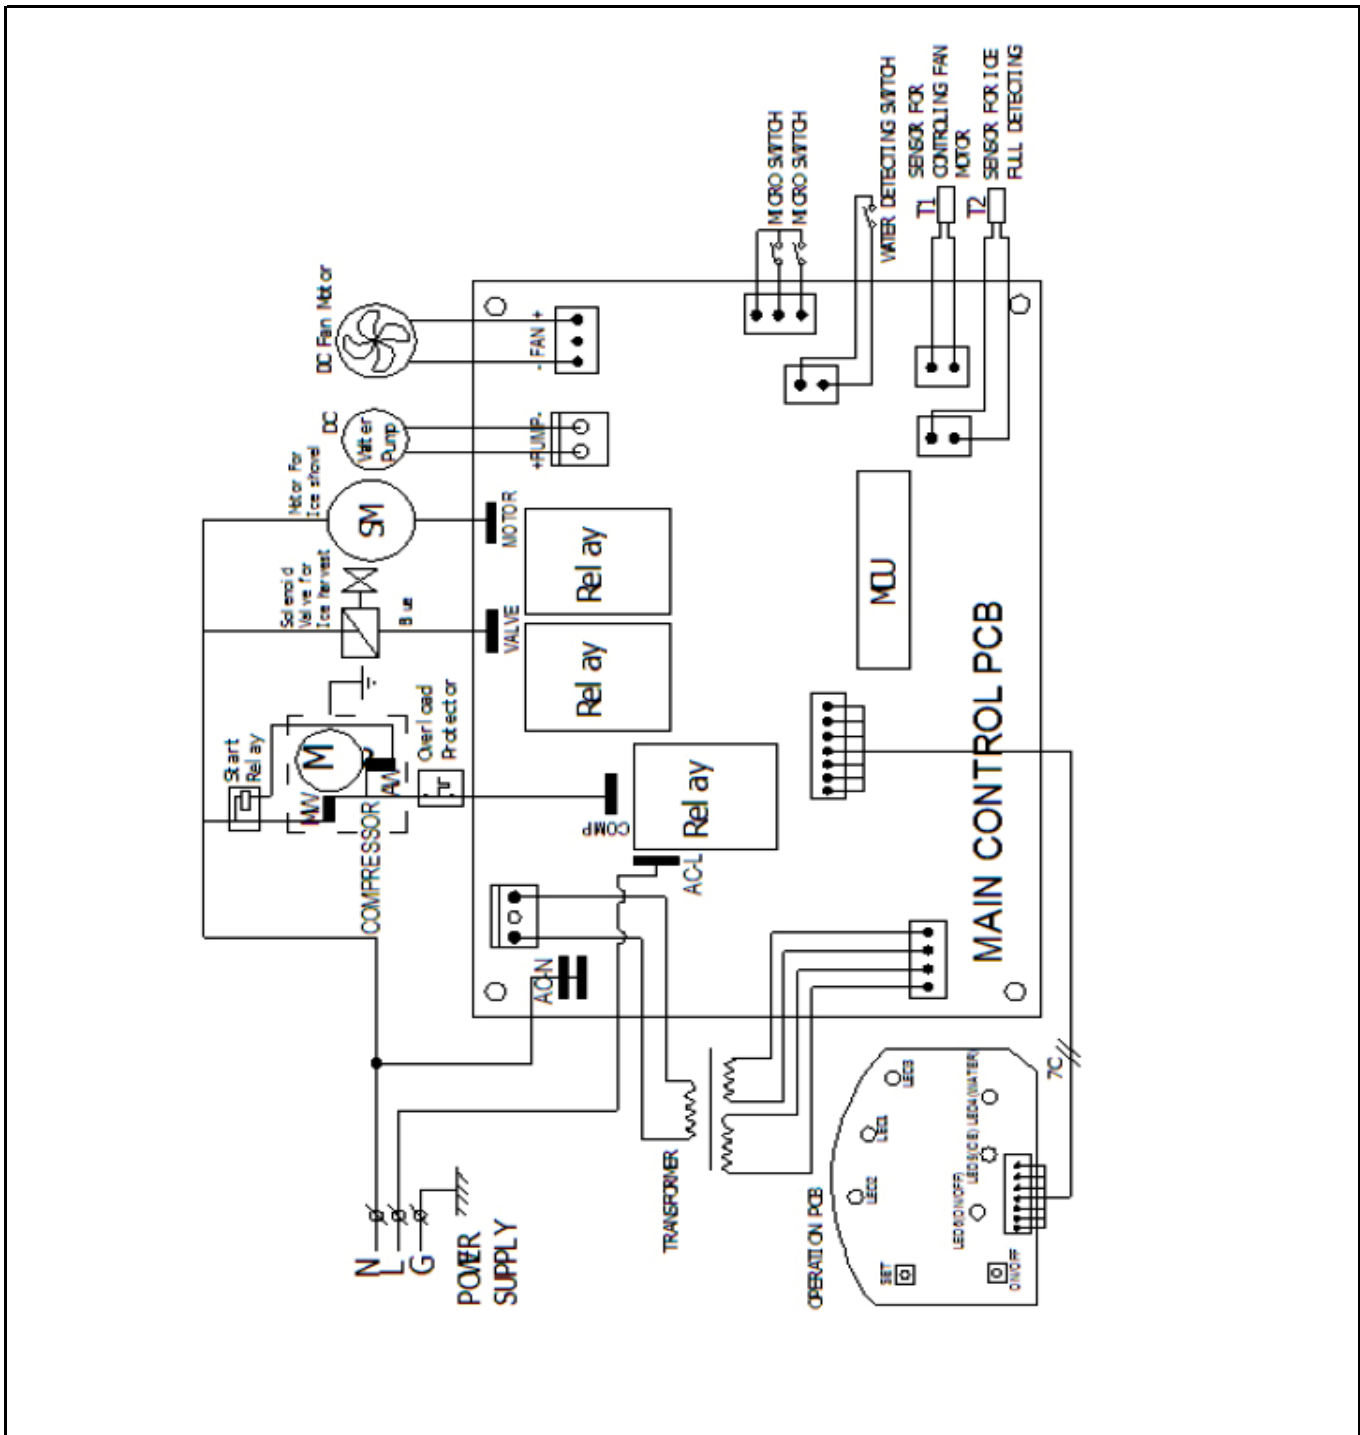 DC Fan Motor
- FAN +
DC
Water
Pump
+PUMP-
Motor For
Ice shovel
SM
MOTOR
Solenoid
Valve for
Ice harvest
Blue
VALVE
Relay
Relay
Start
Relay
M
MW
AW
COMPRESSOR
Overload
Protector
COMP
Relay
AC-L
AC-N
N
L
G
POWER
SUPPLY
TRANSFORMER
MICRO SWITCH
MICRO SWITCH
WATER DETECTING SWITCH
SENSOR FOR
CONTROLING FAN
MOTOR
T1
SENSOR FOR ICE
FULL DETECTING
T2
MCU
MAIN CONTROL PCB
7C
OPERATION PCB
LED3
LED1
LED2
LED4(WATER)
LED5(ICE)
LED6(ON/OFF)
SET
ON/OFF